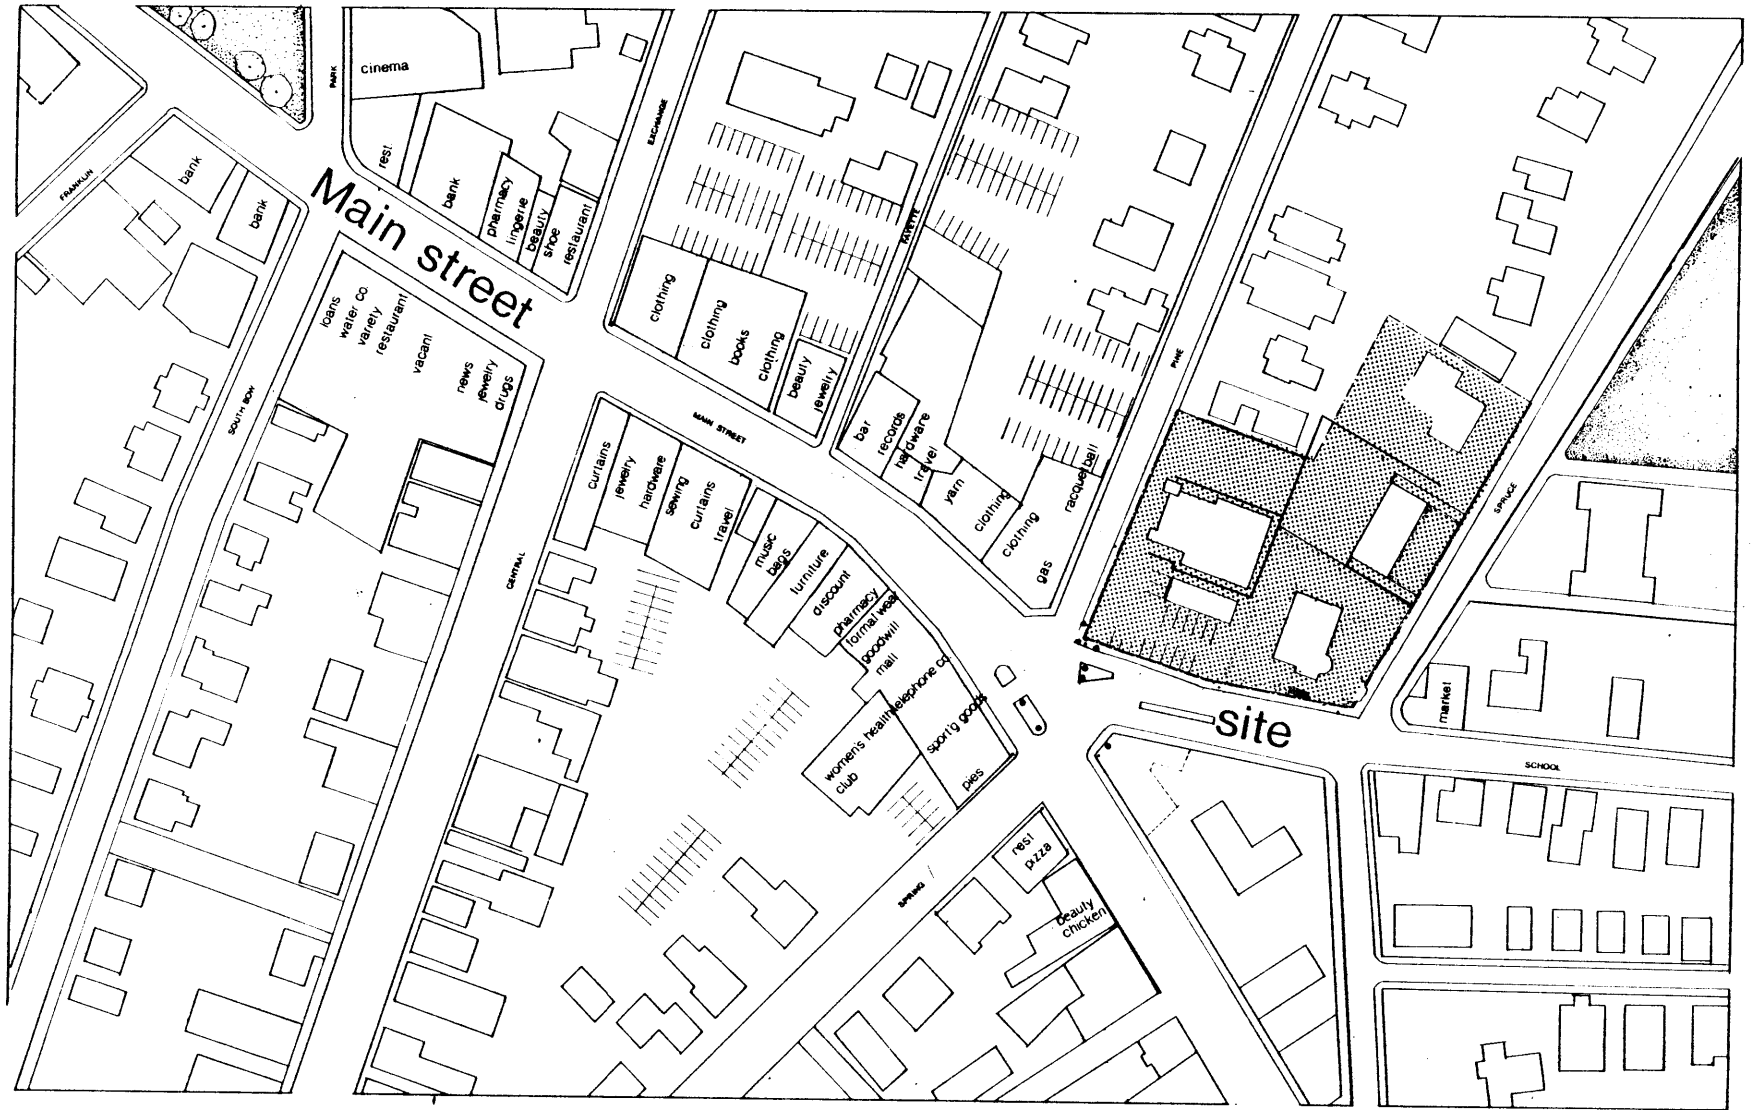 cinema
PARK
rest.
bank
pharmacy
lingerie
beauty
shoe
restaurant
EXCHANGE
FRANKLIN
bank
bank
Main street
loans
water co.
variety
restaurant
vacant
news
jewelry
drugs
SOUTH BOW
CENTRAL
clothing
clothing
books
clothing
beauty
jewelry
FAYETTE
MAIN STREET
bar
records
hardware
travel
yarn
clothing
clothing
racquet ball
gas
PINE
SPRUCE
curtains
jewelry
hardware
sewing
curtains
travel
music
bags
furniture
discount
pharmacy
formal wear
goodwill
mall
telephone co.
women's health
club
sport'g goods
pies
site
market
SCHOOL
SPRING
rest.
pizza
beauty
chicken